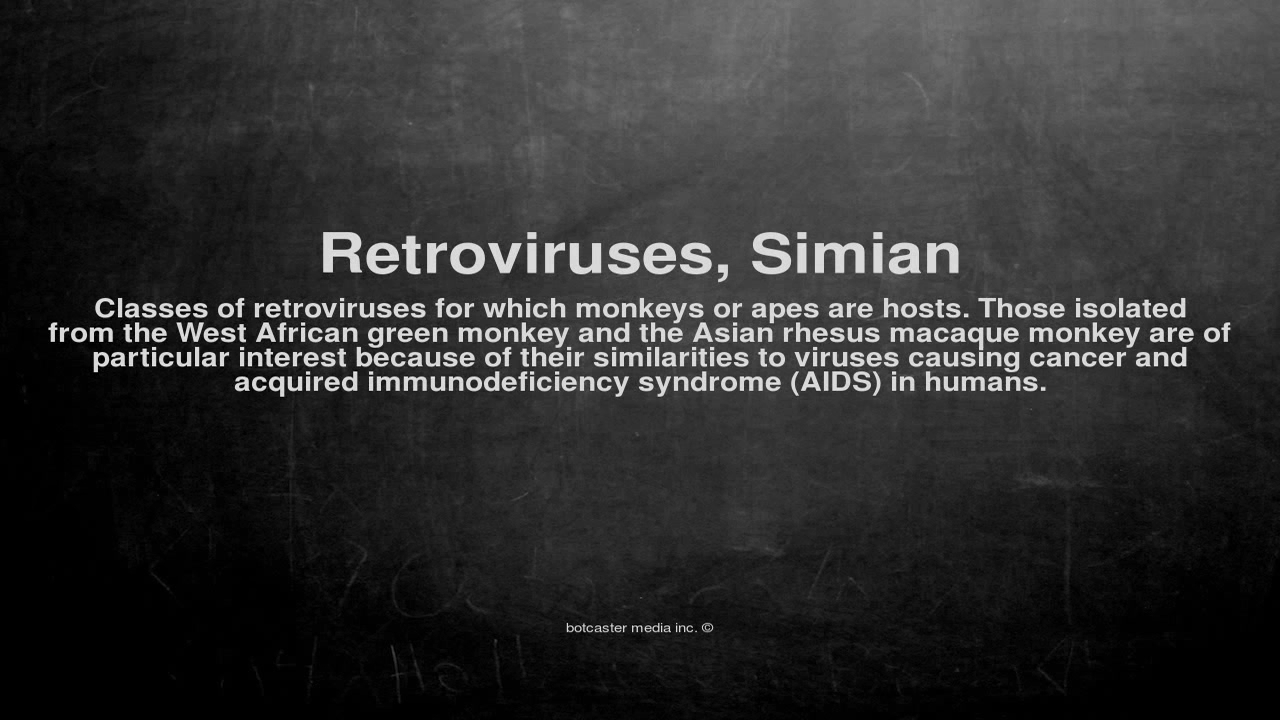 Retroviruses, Simian
Classes of retroviruses for which monkeys or apes are hosts. Those isolated
from the West African green monkey and the Asian rhesus macaque monkey are of
particular interest because of their similarities to viruses causing cancer and
acquired immunodeficiency syndrome (AIDS) in humans.
botcaster media inc. ©